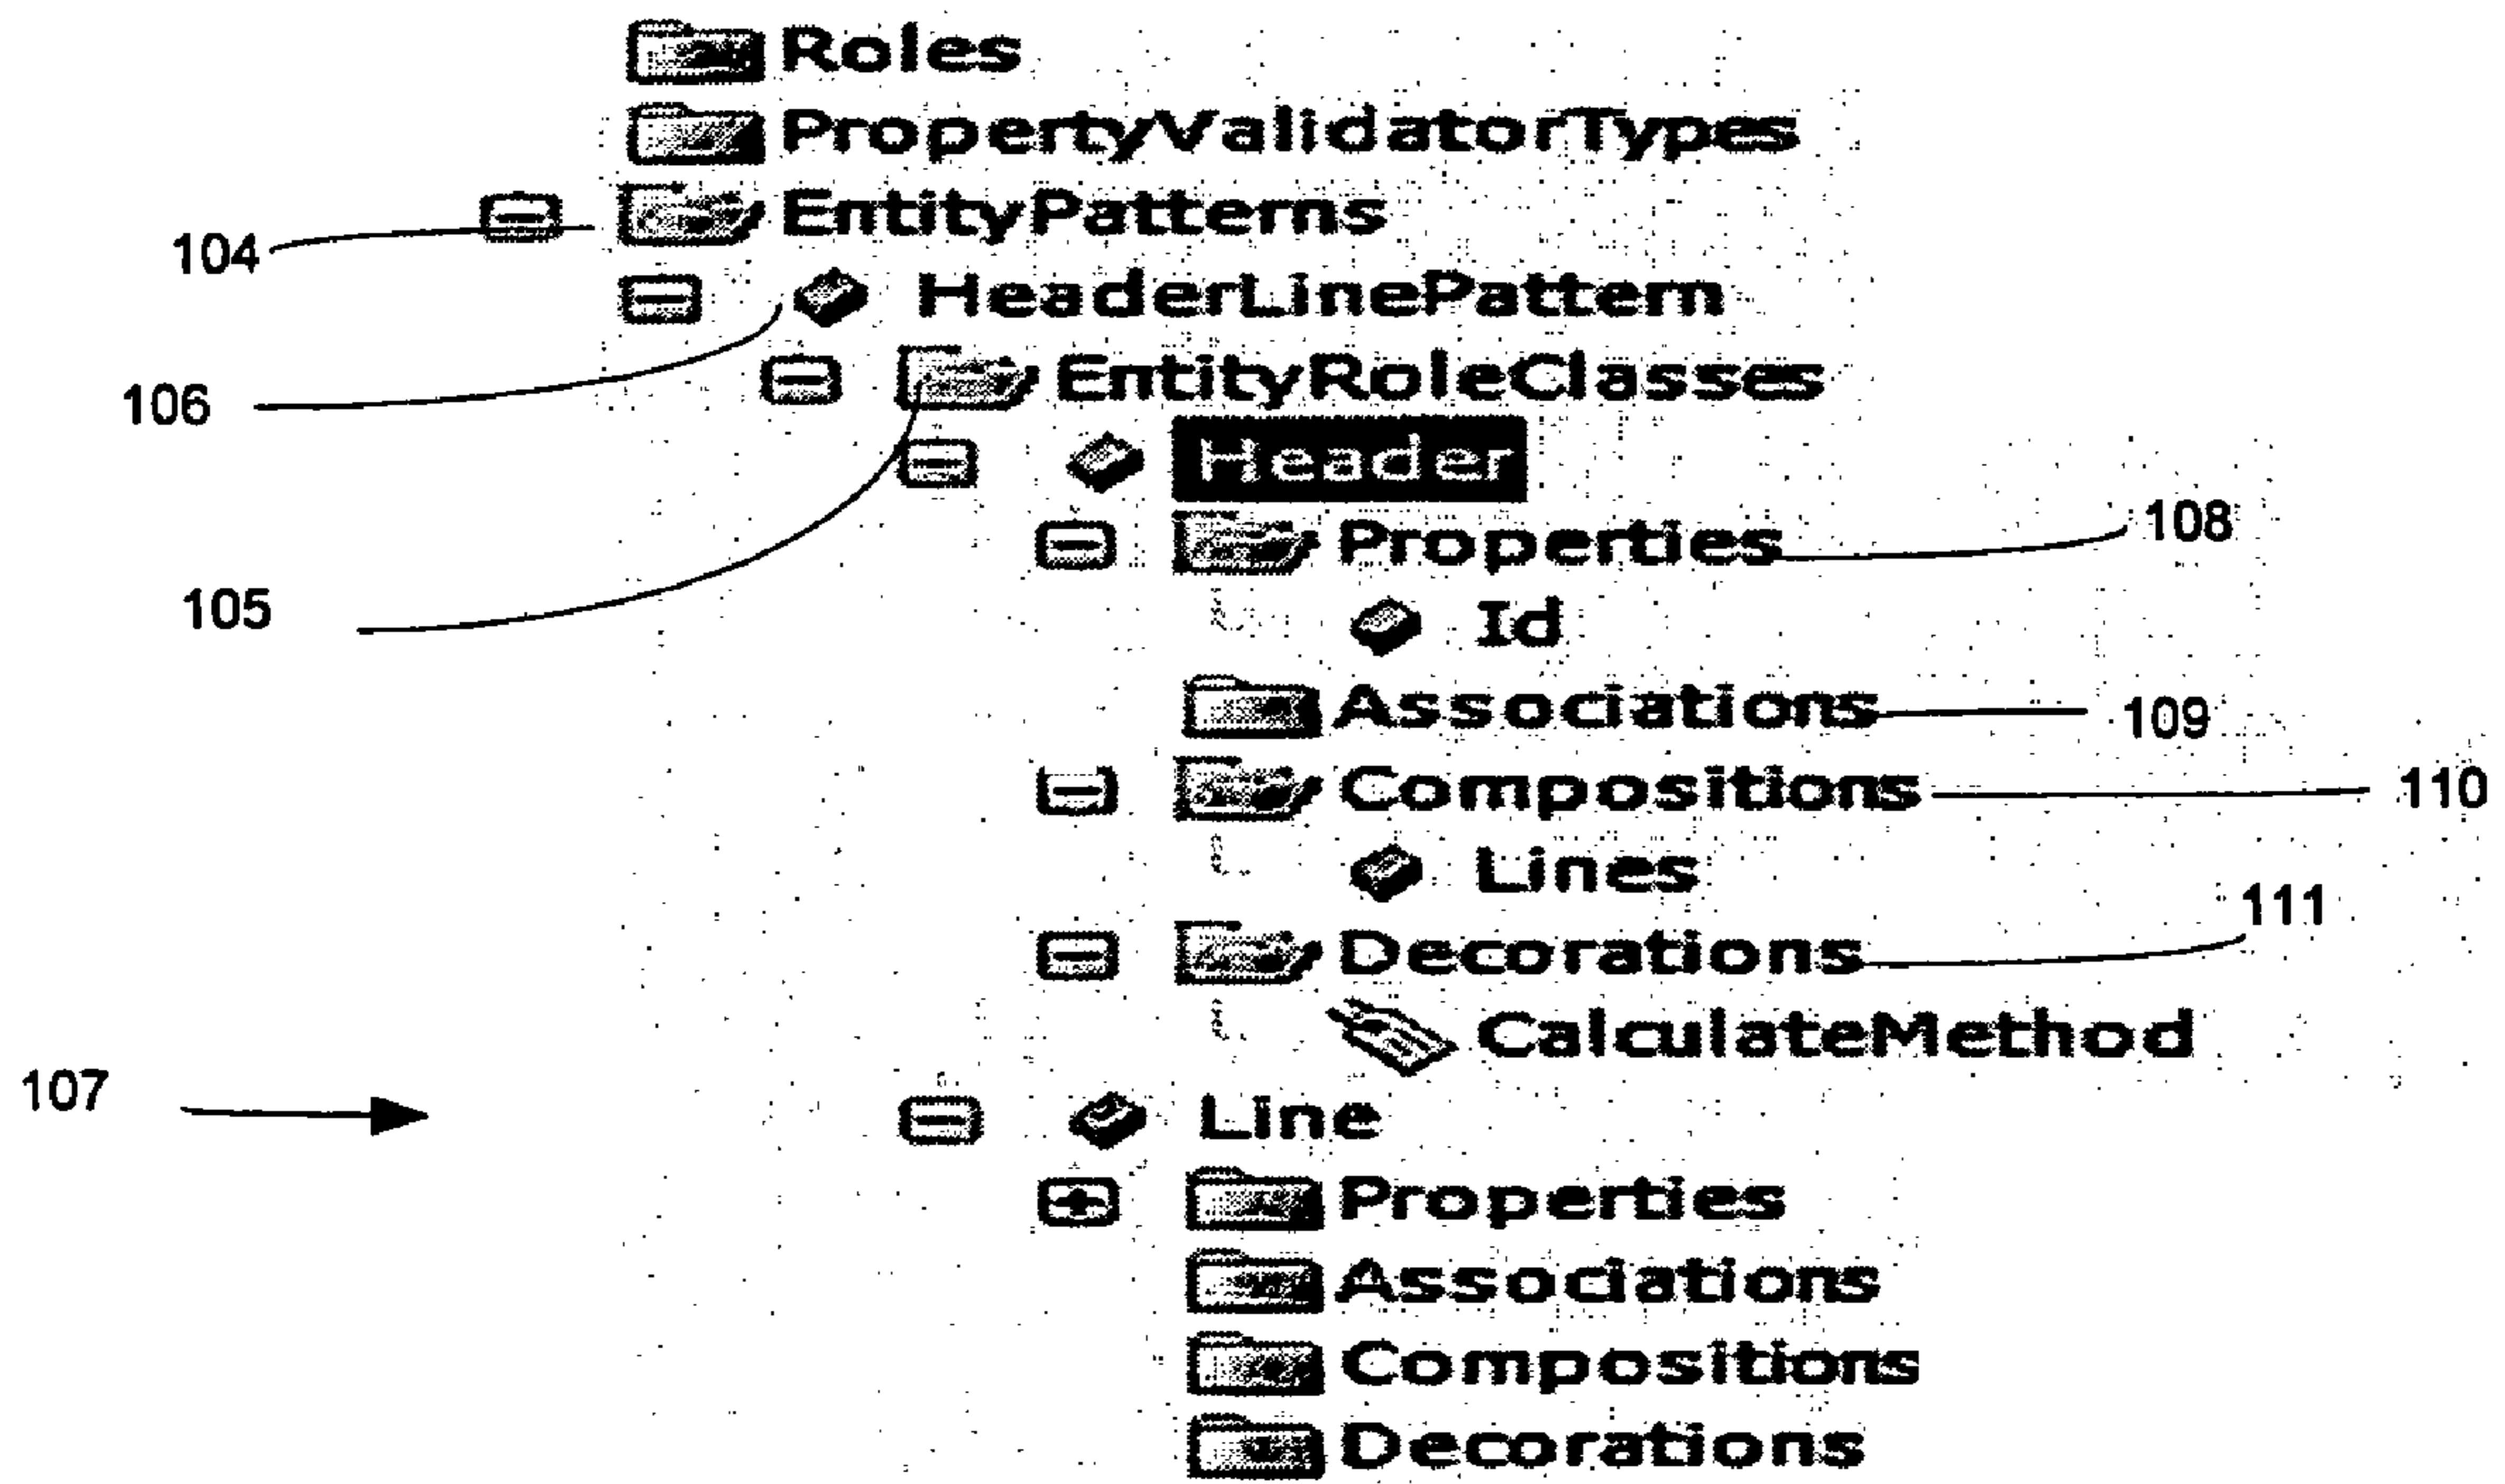 Roles
PropertyValidatorTypes
104 EntityPatterns
HeaderLinePattern
106 EntityRoleClasses
Header
Properties 108
105 Id
Associations 109
Compositions 110
Lines
111
Decorations
CalculateMethod
107 Line
Properties
Associations
Compositions
Decorations